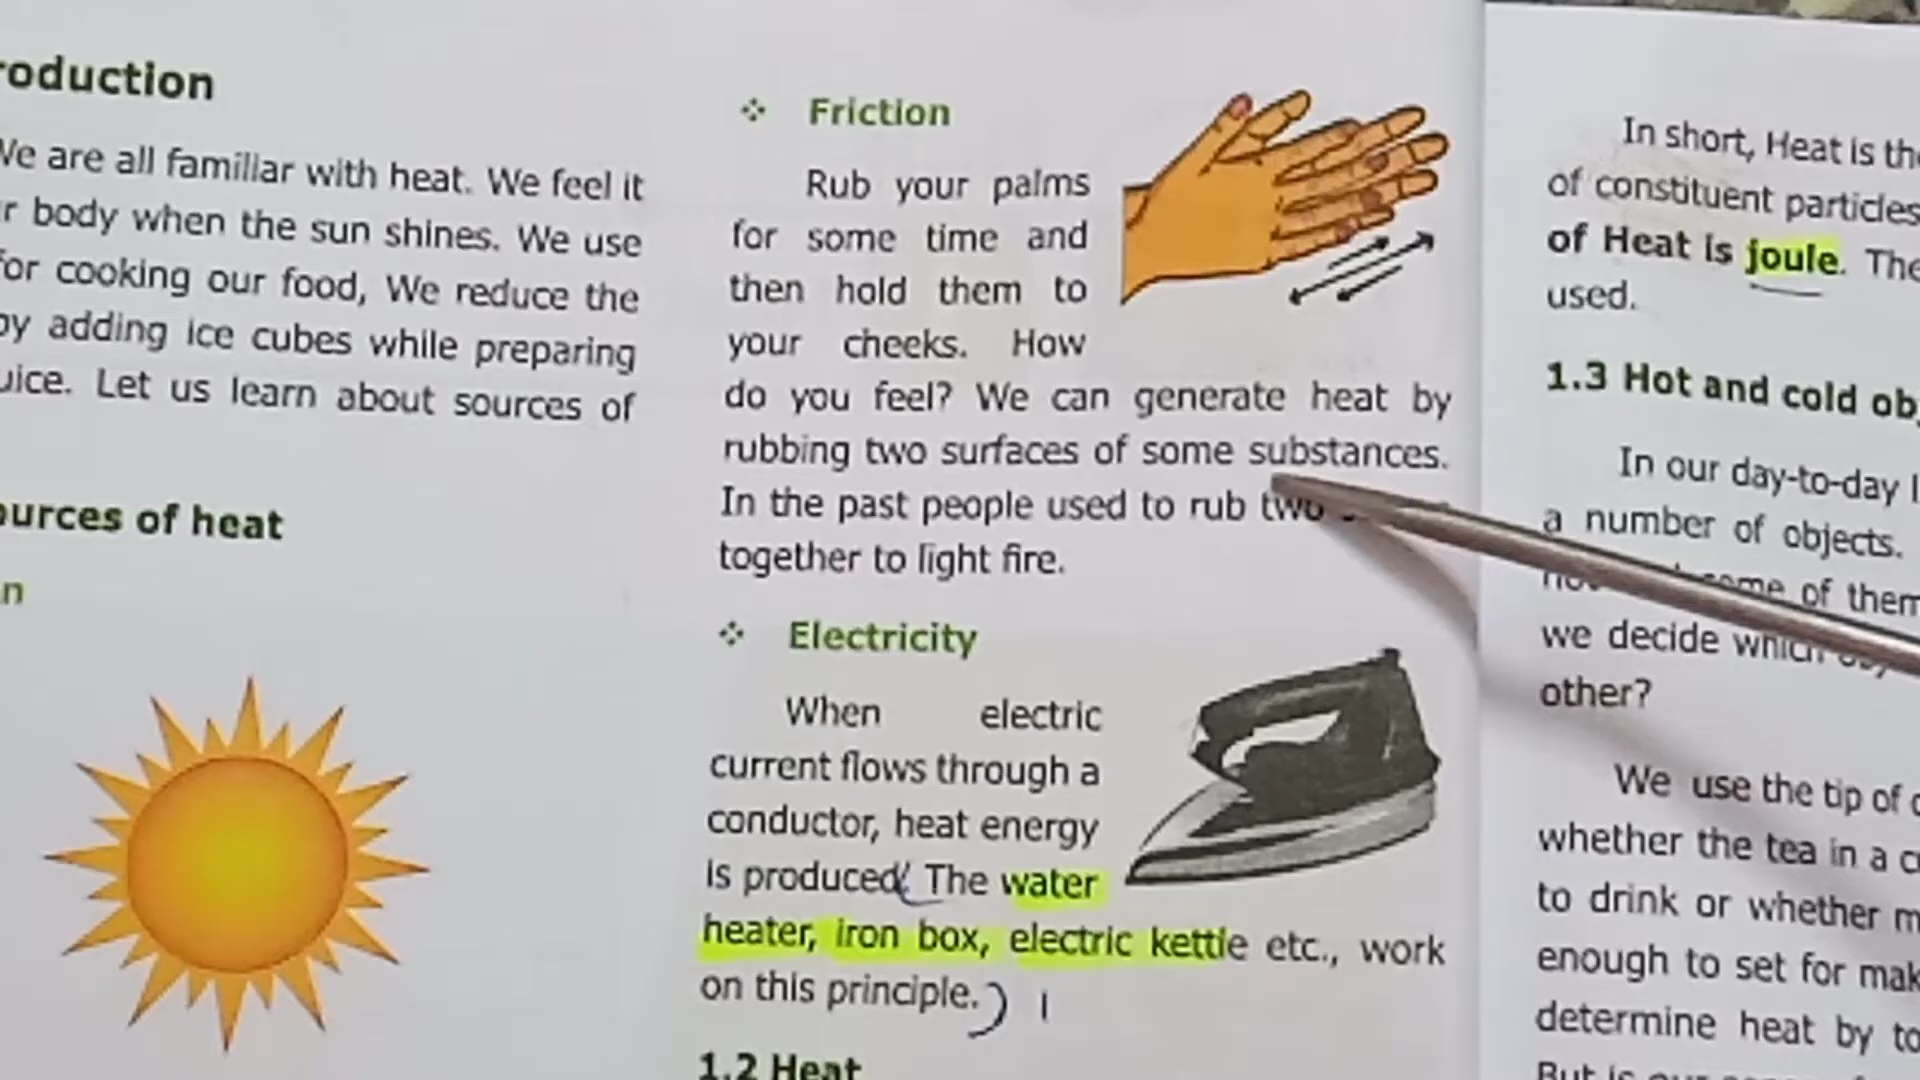 roduction
We are all familiar with heat. We feel it
r body when the sun shines. We use
for cooking our food, We reduce the
by adding ice cubes while preparing
uice. Let us learn about sources of
ources of heat
n
❖ Friction
Rub your palms
for some time and
then hold them to
your cheeks. How
do you feel? We can generate heat by
rubbing two surfaces of some substances.
In the past people used to rub two
together to light fire.
❖ Electricity
When electric
current flows through a
conductor, heat energy
is produced. The water
heater, iron box, electric kettle etc., work
on this principle.
1.2 Heat
In short, Heat is the
of constituent particles
of Heat is joule. The
used.
1.3 Hot and cold ob
In our day-to-day l
a number of objects.
some of them
we decide which
other?
We use the tip of
whether the tea in a c
to drink or whether m
enough to set for mak
determine heat by to
But is our